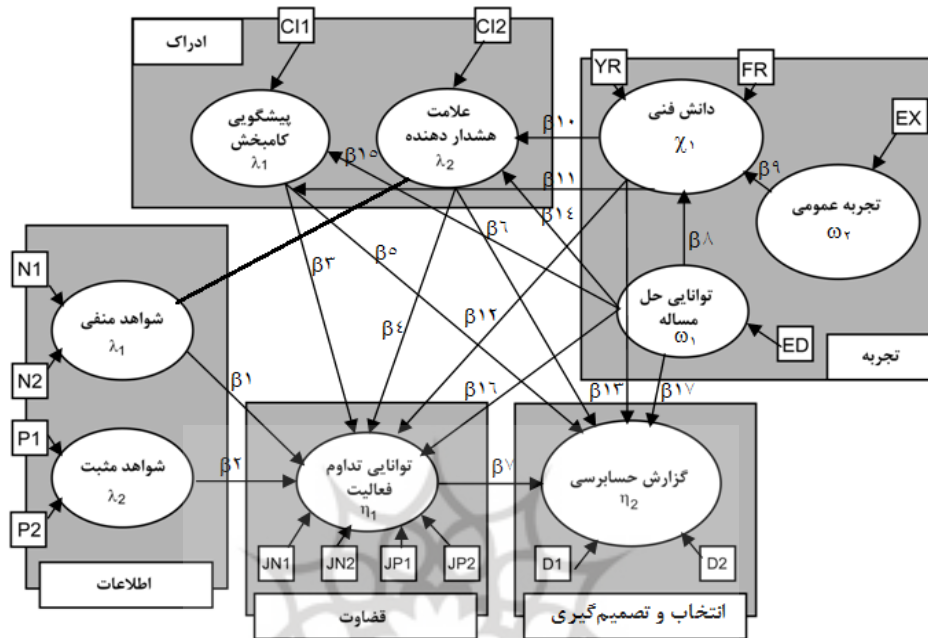 CI1
CI2
ادراک
پیشگویی
کامبخش
λ1
علامت
هشدار دهنده
λ2
YR
FR
EX
دانش فنی
χ۱
تجربه عمومی
ω۲
توانایی حل
مساله
ω۱
ED
تجربه
β۱۰
β۹
β۱۵
β۱۱
β۱۴
β۶
β۸
β۳
β۵
β۴
β۱۲
β۱۳
β۱۷
β۱۶
β۱
β۲
β۷
N1
N2
شواهد منفی
λ1
P1
P2
شواهد مثبت
λ2
اطلاعات
توانایی تداوم
فعالیت
η1
JN1
JN2
JP1
JP2
قضاوت
گزارش حسابرسی
η2
D1
D2
انتخاب و تصمیم‌گیری